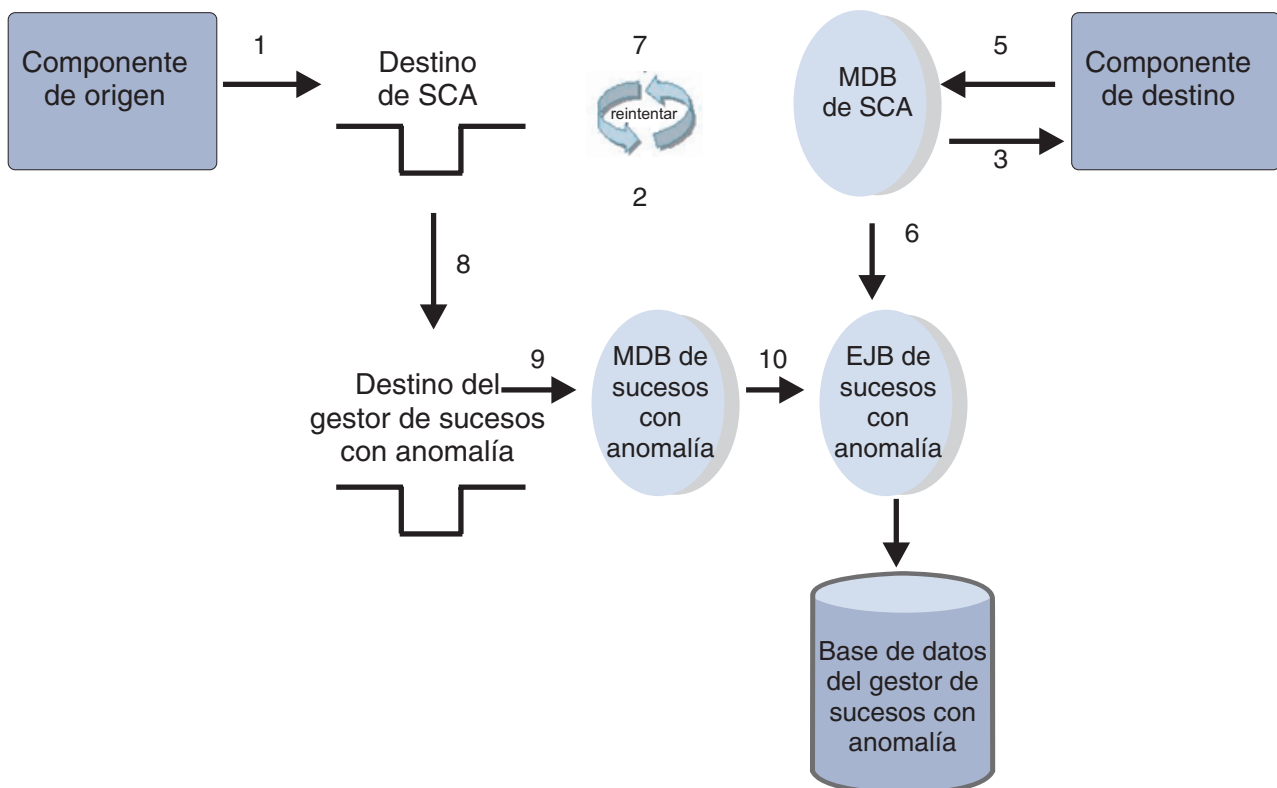 Componente
de origen
1
Destino
de SCA
7
reintentar
2
MDB
de SCA
5
3
Componente
de destino
8
6
Destino del
gestor de sucesos
con anomalía
9
MDB de
sucesos
con
anomalía
10
EJB de
sucesos
con
anomalía
Base de datos
del gestor de
sucesos con
anomalía